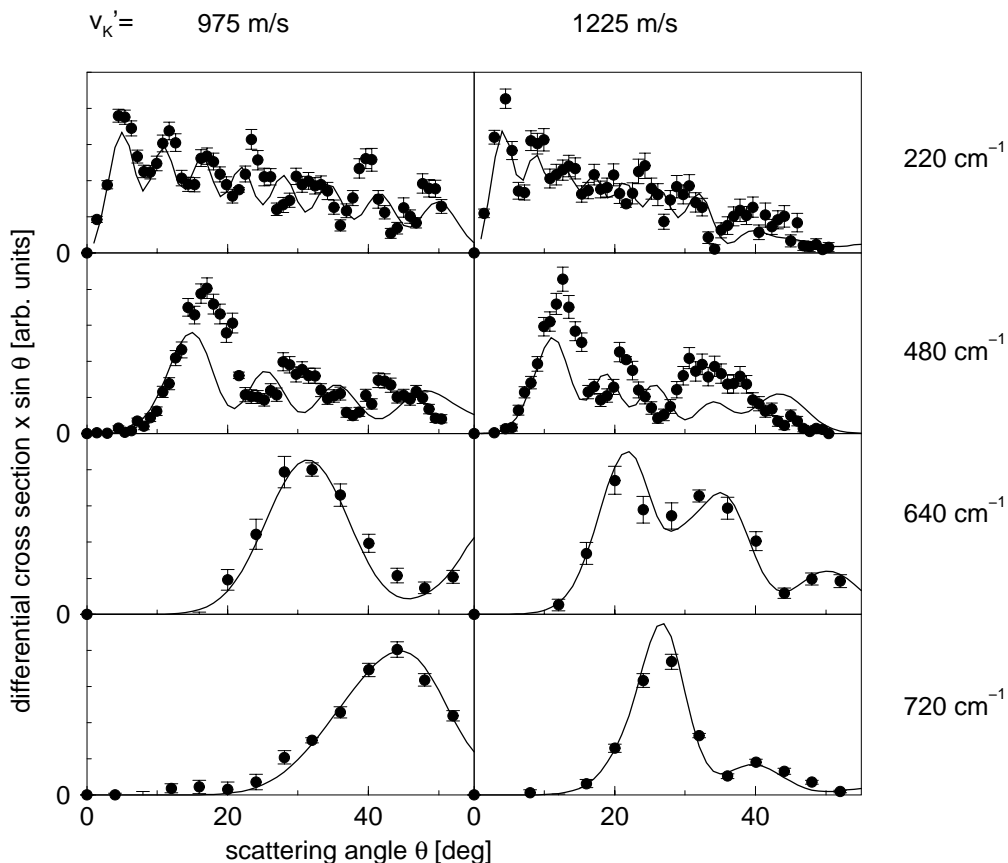 v_K'= 975 m/s 1225 m/s
differential cross section x sin θ [arb. units]
0
220 cm⁻¹
0
480 cm⁻¹
0
640 cm⁻¹
0
720 cm⁻¹
0 20 40 0 20 40
scattering angle θ [deg]